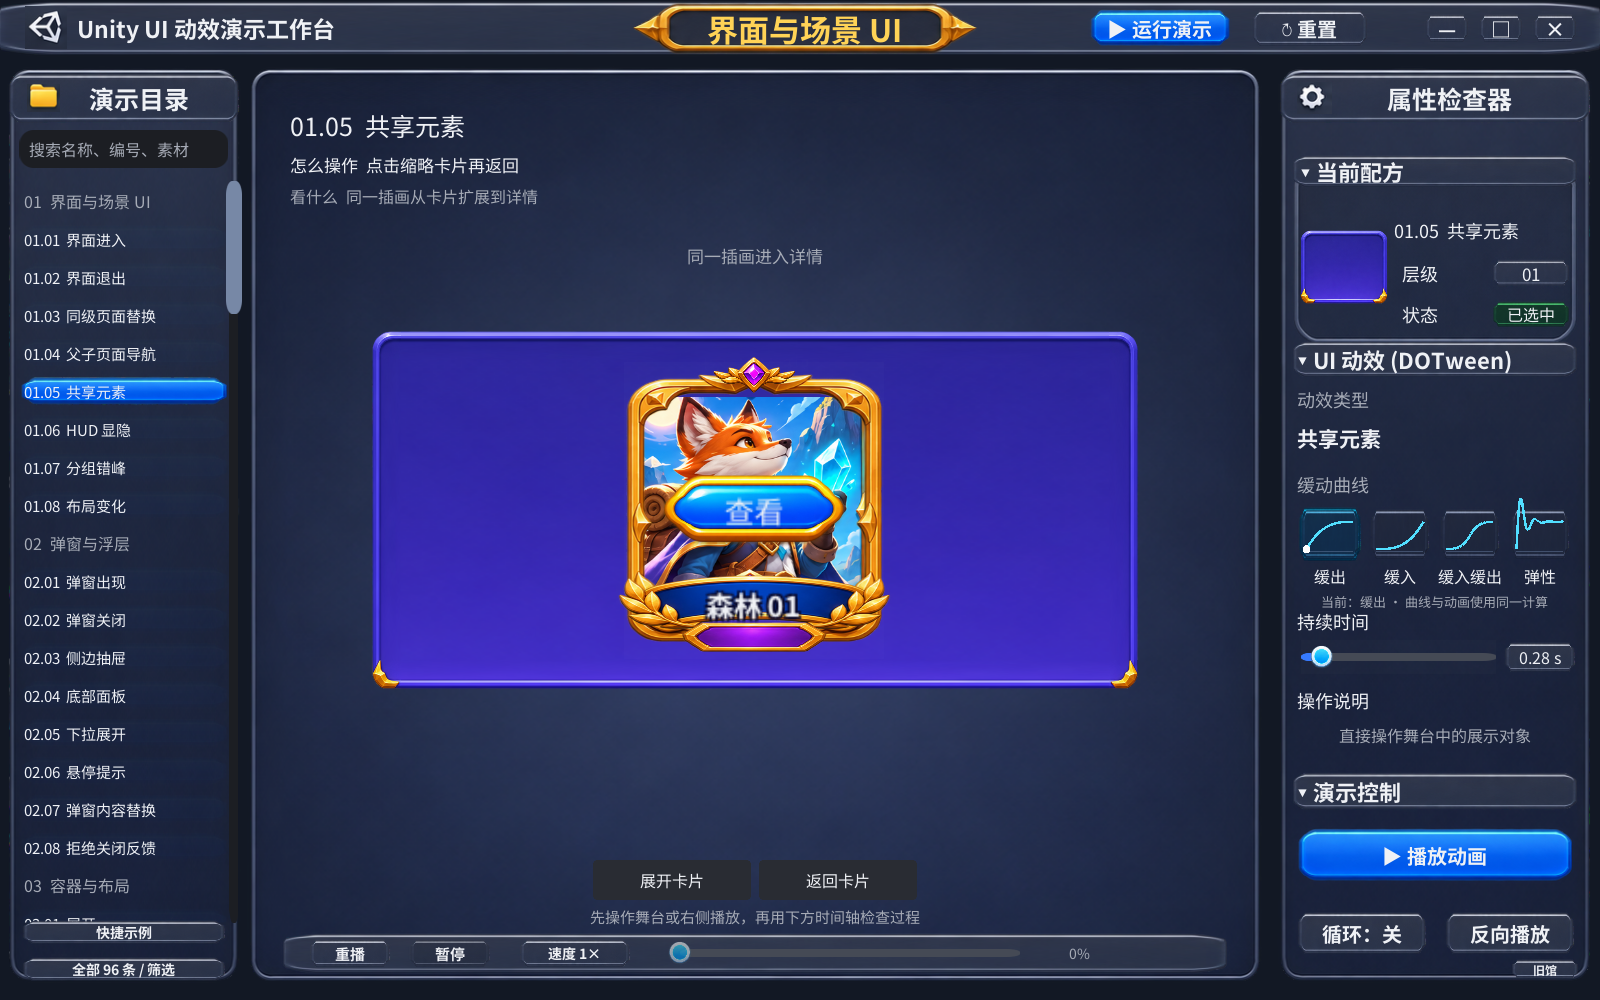 Unity UI 动效演示工作台
界面与场景 UI
▶ 运行演示
重置
演示目录
搜索名称、编号、素材
01 界面与场景 UI
01.01 界面进入
01.02 界面退出
01.03 同级页面替换
01.04 父子页面导航
01.05 共享元素
01.06 HUD 显隐
01.07 分组错峰
01.08 布局变化
02 弹窗与浮层
02.01 弹窗出现
02.02 弹窗关闭
02.03 侧边抽屉
02.04 底部面板
02.05 下拉展开
02.06 悬停提示
02.07 弹窗内容替换
02.08 拒绝关闭反馈
03 容器与布局
快捷示例
全部 96 条 / 筛选
01.05 共享元素
怎么操作 点击缩略卡片再返回
看什么 同一插画从卡片扩展到详情
同一插画进入详情
查看
森林.01
展开卡片
返回卡片
先操作舞台或右侧播放，再用下方时间轴检查过程
重播
暂停
速度 1×
0%
属性检查器
▼ 当前配方
01.05 共享元素
层级
01
状态
已选中
▼ UI 动效 (DOTween)
动效类型
共享元素
缓动曲线
缓出
缓入
缓入缓出
弹性
当前：缓出 · 曲线与动画使用同一计算
持续时间
0.28 s
操作说明
直接操作舞台中的展示对象
▼ 演示控制
▶ 播放动画
循环：关
反向播放
旧馆